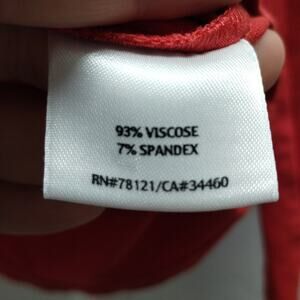 93% VISCOSE
7% SPANDEX
RN#78121/CA#34460